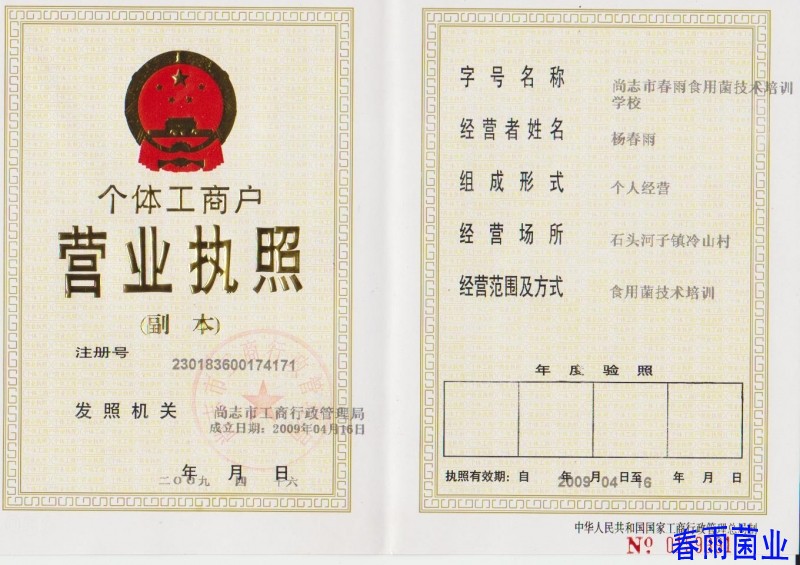 个体工商户
营业执照
(副 本)
注册号
230183600174171
发照机关
尚志市工商行政管理局
成立日期：2009年04月16日
年 月 日
二00九 四 十六
字号名称
尚志市春雨食用菌技术培训
学校
经营者姓名
杨春雨
组成形式
个人经营
经营场所
石头河子镇冷山村
经营范围及方式
食用菌技术培训
年度验照
执照有效期：自 年 月 日至 年 月 日
2009 04 16
中华人民共和国国家工商行政管理总局制
No
春雨菌业